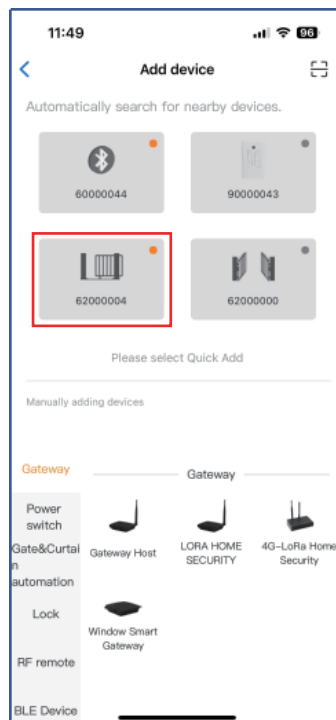 11:49
96
Add device
Automatically search for nearby devices.
60000044
90000043
62000004
62000000
Please select Quick Add
Manually adding devices
Gateway
Gateway
Power
switch
Gate&Curtai
n
automation
Lock
RF remote
BLE Device
Gateway Host
LORA HOME
SECURITY
4G-LoRa Home
Security
Window Smart
Gateway